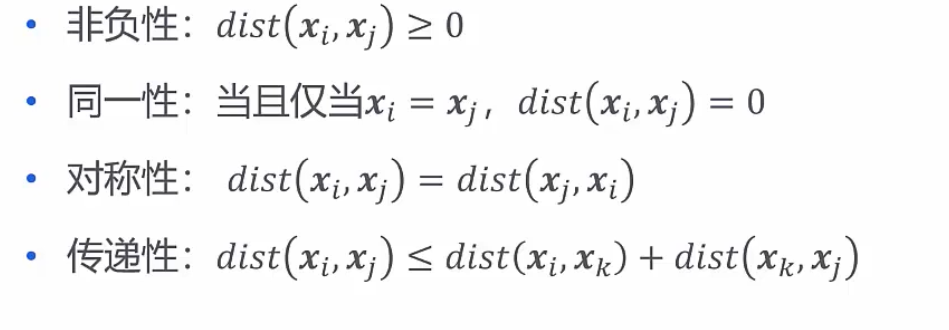 • 非负性：dist(xᵢ, xⱼ) ≥ 0
• 同一性：当且仅当xᵢ = xⱼ，dist(xᵢ, xⱼ) = 0
• 对称性： dist(xᵢ, xⱼ) = dist(xⱼ, xᵢ)
• 传递性：dist(xᵢ, xⱼ) ≤ dist(xᵢ, xₖ) + dist(xₖ, xⱼ)